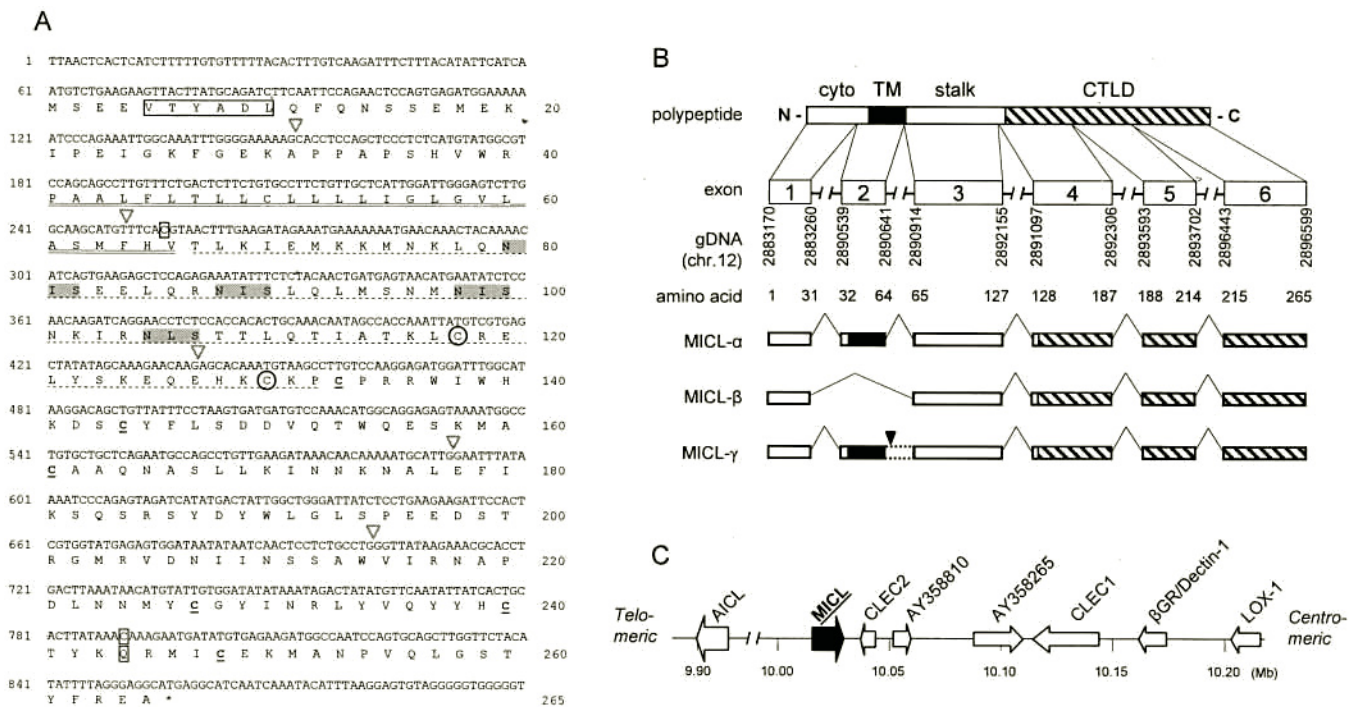 A
1 TTAACTCACTCATCTTTTTGTGTTTTTACACTTTGTCAAGATTTCTTTACATATTCATCA
61 ATGTCTGAAGAAGTTACTTATGCAGATCTTCAATTCCAGAACTCCAGTGAGATGGAAAAA
M S E E V T Y A D L Q F Q N S S E M E K 20
121 ATCCCAGAAATTGGCAAATTTGGGGAAAAAGCACCTCCAGCTCCCTCTCATGTATGGCGT
I P E I G K F G E K A P P A P S H V W R 40
181 CCAGCAGCCTTGTTTCTGACTCTTCTGTGCCTTCTGTTGCTCATTGGATTGGGAGTCTTG
P A A L F L T L L C L L L L I G L G V L 60
241 GCAAGCATGTTTCACGTAACTTTGAAGATAGAAATGAAAAAAATGAACAAACTACAAAAC
A S M F H V T L K I E M K K M N K L Q N 80
301 ATCAGTGAAGAGCTCCAGAGAAATATTTCTCTACAACTGATGAGTAACATGAATATCTCC
I S E E L Q R N I S L Q L M S N M N I S 100
361 AACAAGATCAGGAACCTCTCCACCACACTGCAAACAATAGCCACCAAATTATGTCGTGAG
N K I R N L S T T L Q T I A T K L C R E 120
421 CTATATAGCAAAGAACAAGAGCACAAATGTAAGCCTTGTCCAAGGAGATGGATTTGGCAT
L Y S K E Q E H K C K P C P R R W I W H 140
481 AAGGACAGCTGTTATTTCCTAAGTGATGATGTCCAAACATGGCAGGAGAGTAAAATGGCC
K D S C Y F L S D D V Q T W Q E S K M A 160
541 TGTGCTGCTCAGAATGCCAGCCTGTTGAAGATAAACAACAAAAATGCATTGGAATTTATA
C A A Q N A S L L K I N N K N A L E F I 180
601 AAATCCCAGAGTAGATCATATGACTATTGGCTGGGATTATCTCCTGAAGAAGATTCCACT
K S Q S R S Y D Y W L G L S P E E D S T 200
661 CGTGGTATGAGAGTGGATAATATAATCAACTCCTCTGCCTGGGTTATAAGAAACGCACCT
R G M R V D N I I N S S A W V I R N A P 220
721 GACTTAAATAACATGTATTGTGGATATATAAATAGACTATATGTTCAATATTATCACTGC
D L N N M Y C G Y I N R L Y V Q Y Y H C 240
781 ACTTATAAACAAAGAATGATATGTGAGAAGATGGCCAATCCAGTGCAGCTTGGTTCTACA
T Y K Q R M I C E K M A N P V Q L G S T 260
841 TATTTTAGGGAGGCATGAGGCATCAATCAAATACATTTAAGGAGTGTAGGGGGTGGGGGT
Y F R E A * 265
B
cyto TM stalk CTLD
polypeptide N - - C
exon 1 2 3 4 5 6
gDNA (chr.12) 2883170 2883260 2890539 2890641 2890914 2892155 2891097 2892306 2893593 2893702 2896443 2896599
amino acid 1 31 32 64 65 127 128 187 188 214 215 265
MICL-α
MICL-β
MICL-γ
C
AICL MICL CLEC2 AY358810 AY358265 CLEC1 βGR/Dectin-1 LOX-1
Telo-meric
Centro-meric
9.90 10.00 10.05 10.10 10.15 10.20 (Mb)